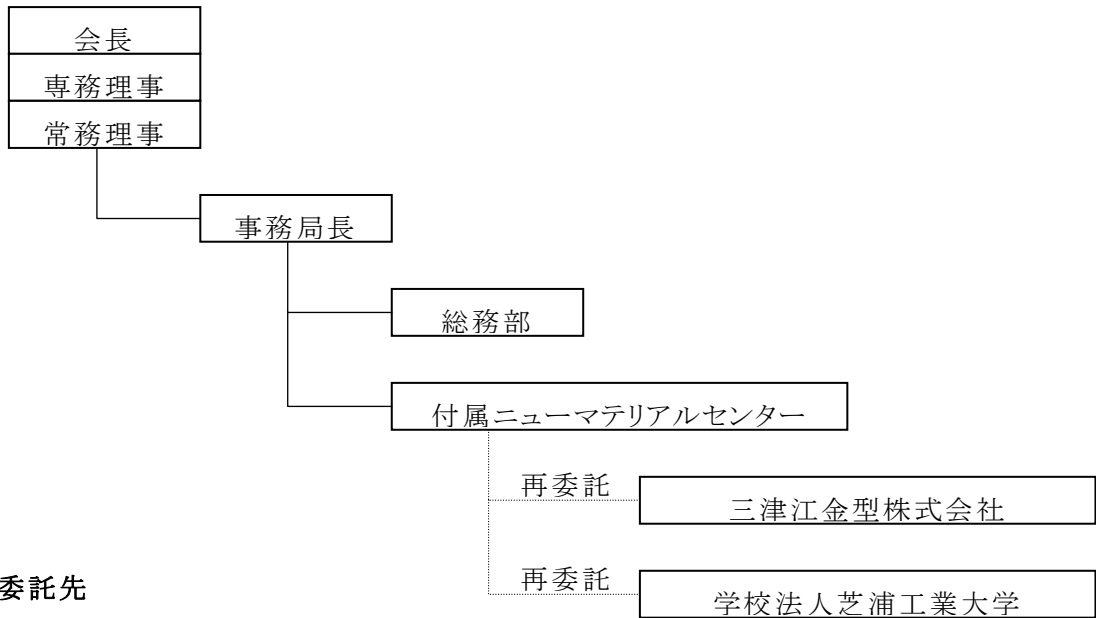 会長
専務理事
常務理事
事務局長
総務部
付属ニューマテリアルセンター
再委託
三津江金型株式会社
再委託
学校法人芝浦工業大学
委託先